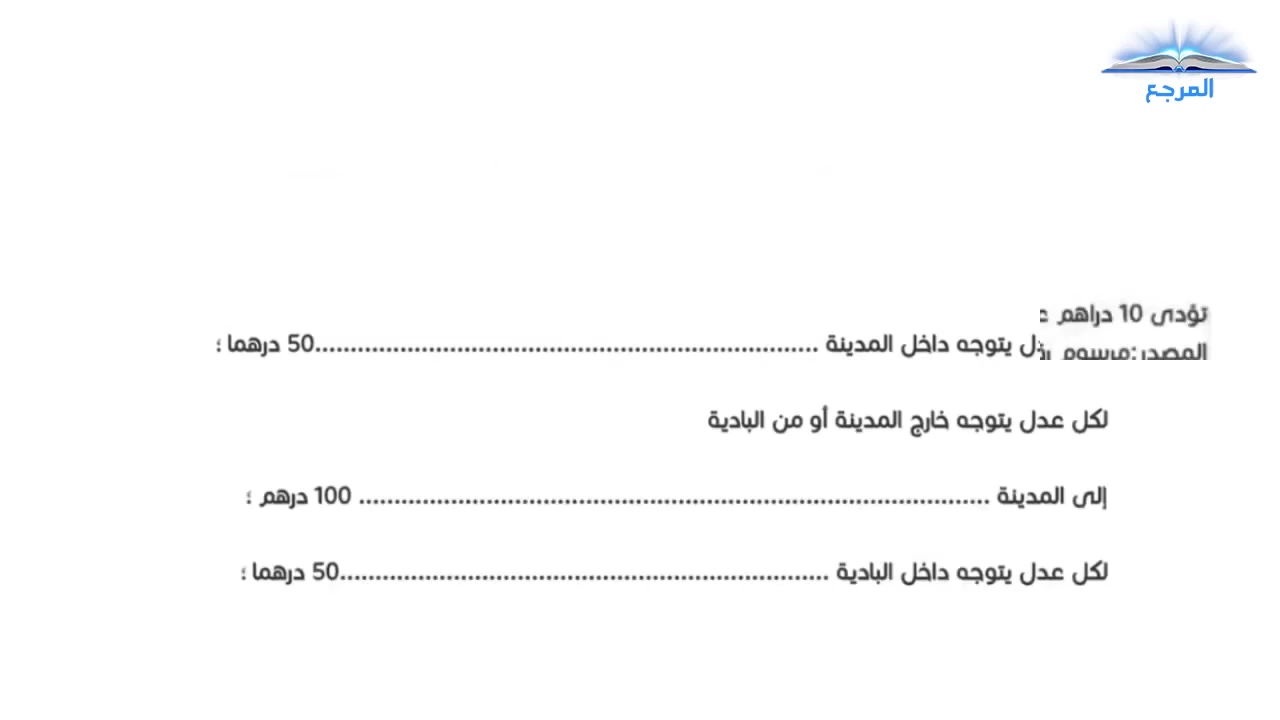 المرجع
تؤدى 10 دراهم
يتوجه داخل المدينة ......................................................................50 درهما ؛
المصدر:مرسوم
لكل عدل يتوجه خارج المدينة أو من البادية
إلى المدينة ........................................................................................ 100 درهم ؛
لكل عدل يتوجه داخل البادية ....................................................................50 درهما ؛